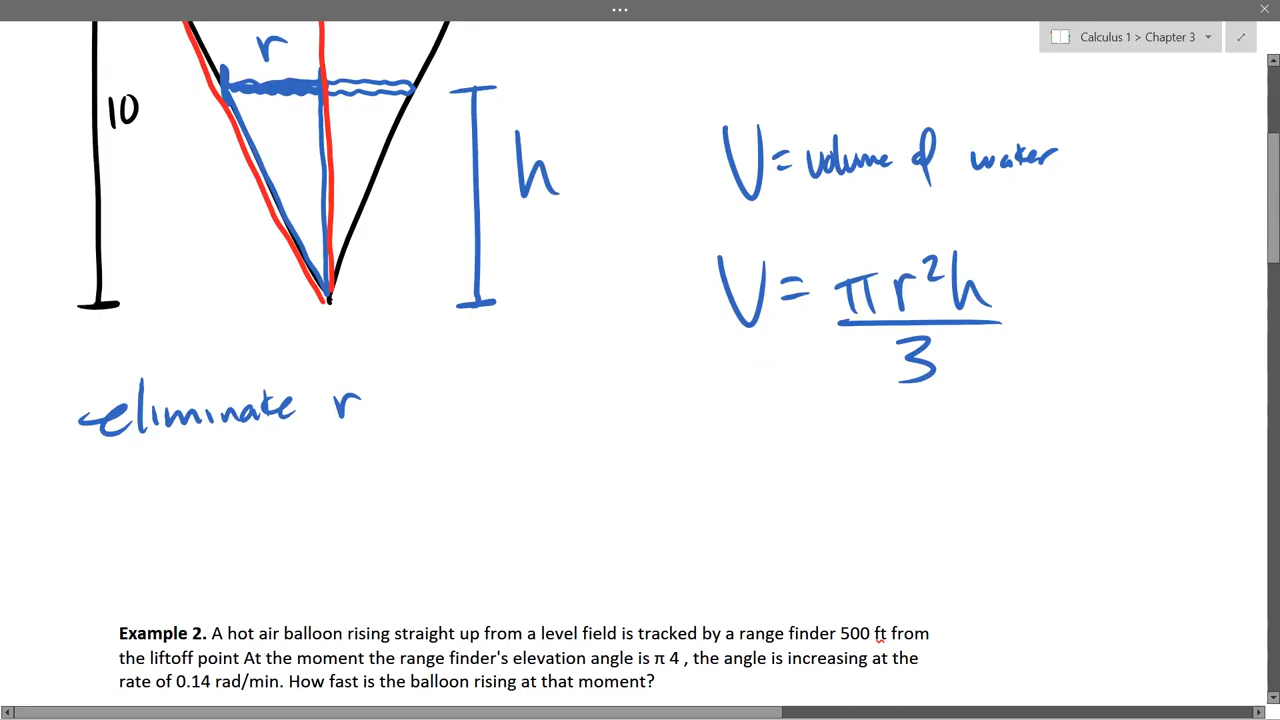 Calculus 1 > Chapter 3
r
10
h
V = volume of water
V = πr²h
3
eliminate r
Example 2. A hot air balloon rising straight up from a level field is tracked by a range finder 500 ft from
the liftoff point At the moment the range finder's elevation angle is π 4 , the angle is increasing at the
rate of 0.14 rad/min. How fast is the balloon rising at that moment?